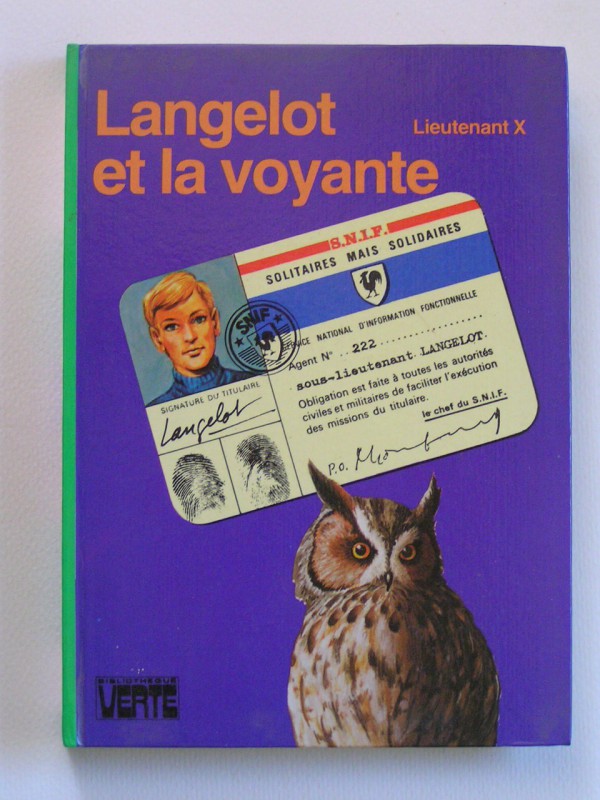 Langelot
et la voyante
Lieutenant X
S.N.I.F.
SOLITAIRES MAIS SOLIDAIRES
SNIF
VICE NATIONAL D'INFORMATION FONCTIONNELLE
Agent N° ..222..................
sous-lieutenant LANGELOT.
Obligation est faite à toutes les autorités
civiles et militaires de faciliter l'exécution
des missions du titulaire.
le chef du S.N.I.F.
P.O.
SIGNATURE DU TITULAIRE
Langelot
BIBLIOTHEQUE
VERTE